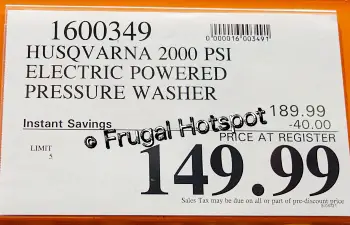 1600349
0000016003491
HUSQVARNA 2000 PSI
ELECTRIC POWERED
PRESSURE WASHER
189.99
Instant Savings -40.00
© Frugal Hotspot
PRICE AT REGISTER
LIMIT
5
149.99
Sales Tax may be due on all or part of pre-discount price